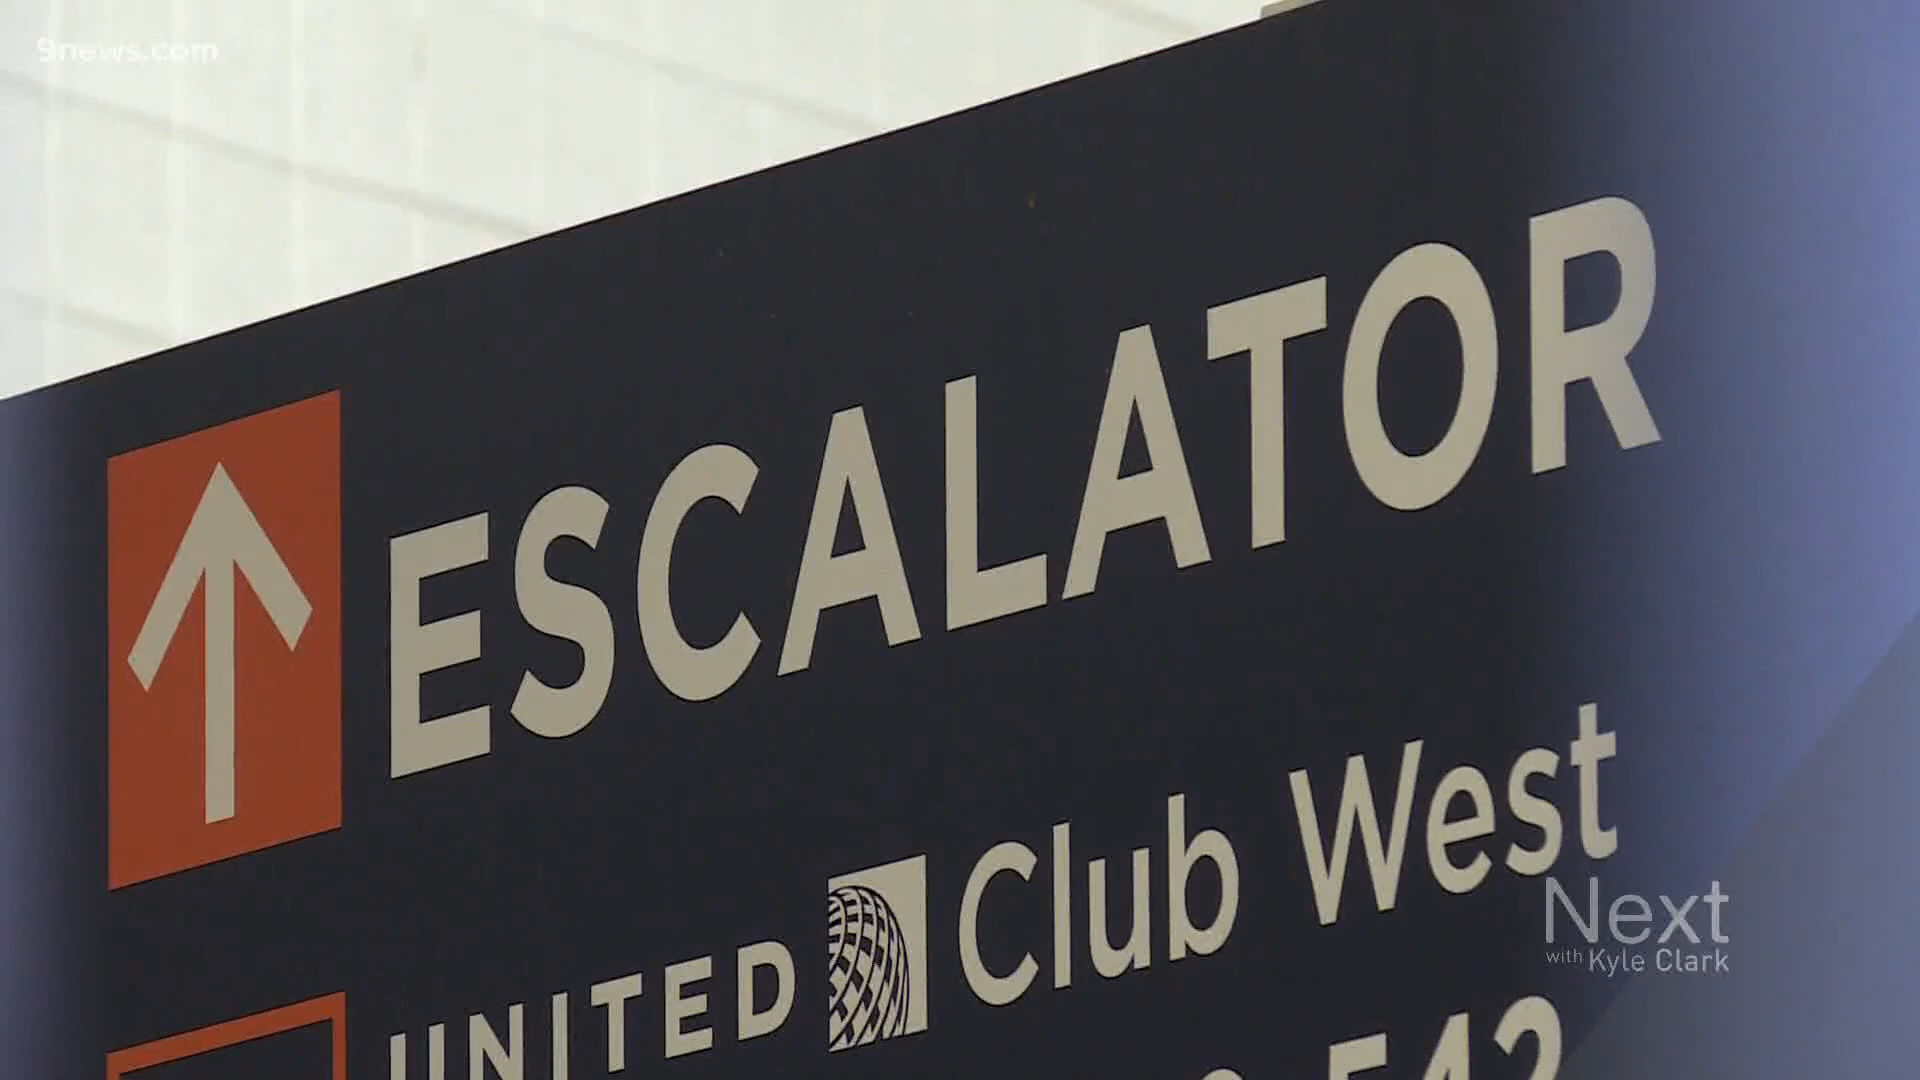 9news.com
ESCALATOR
UNITED Club West
Next
with Kyle Clark